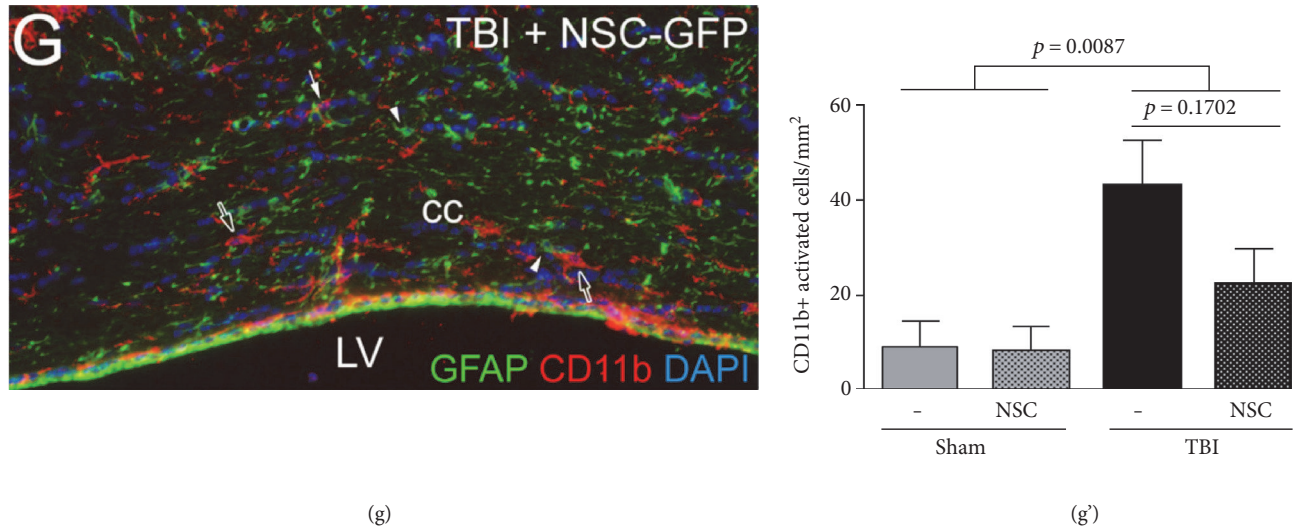 G
TBI + NSC-GFP
cc
LV
GFAP CD11b DAPI
(g)
p = 0.0087
p = 0.1702
CD11b+ activated cells/mm²
60
40
20
0
- NSC - NSC
Sham TBI
(g’)